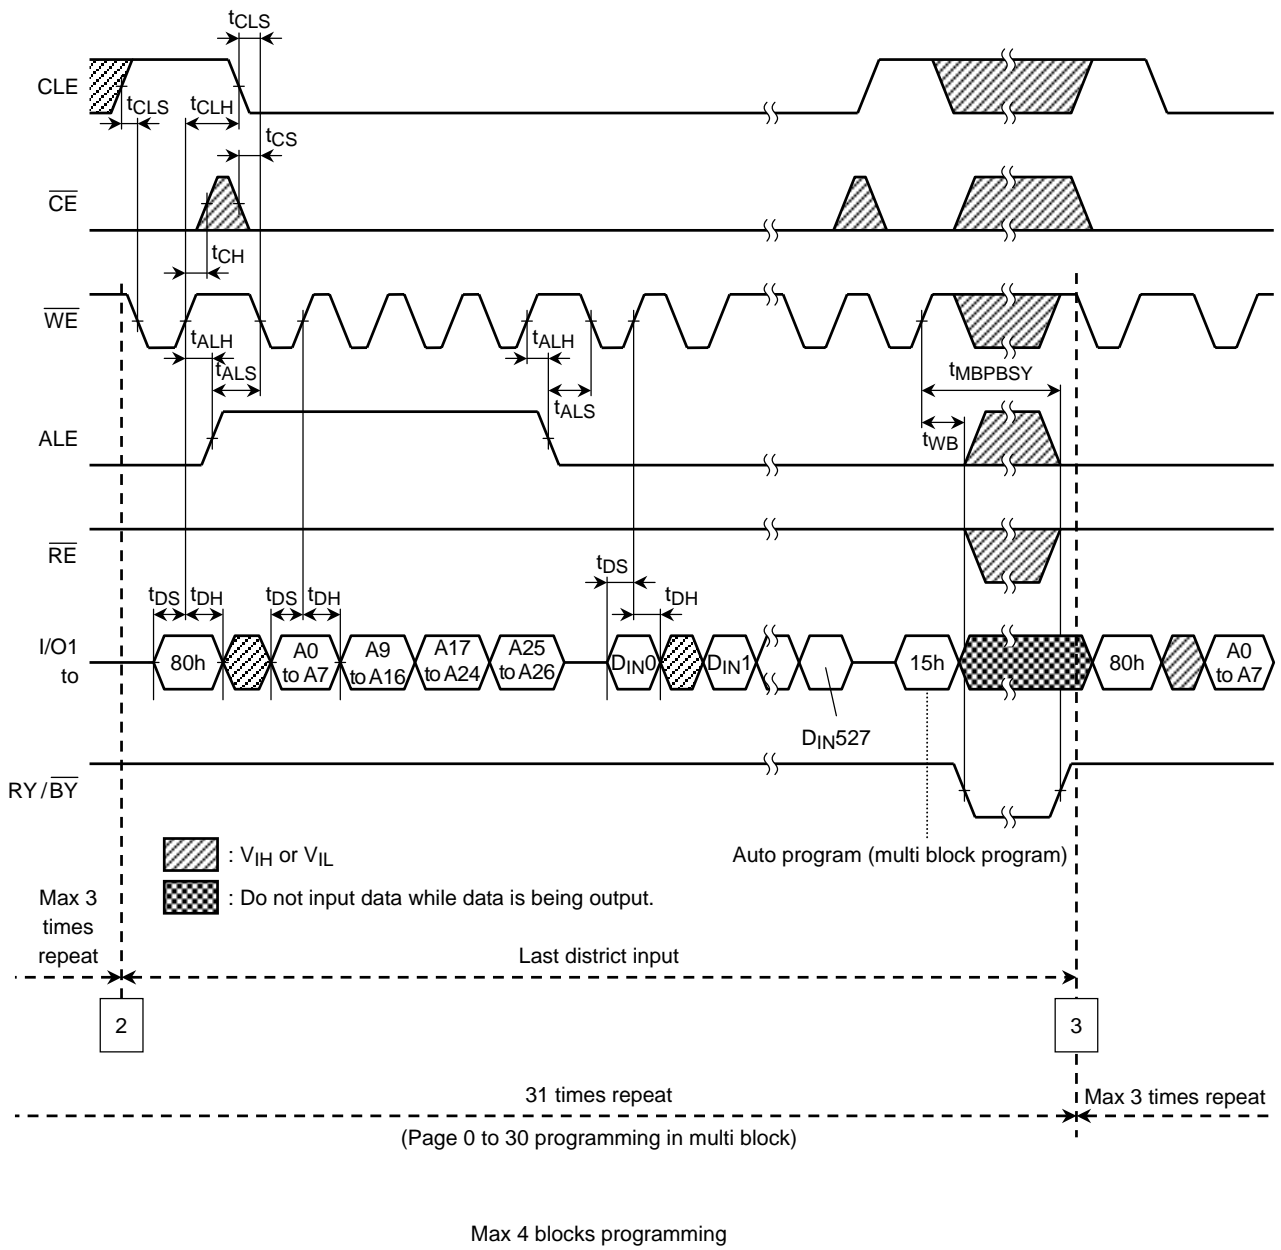 tCLS
CLE
tCLS
tCLH
tCS
CE
tCH
WE
tALH
tALH
tALS
tMBPBSY
tALS
ALE
tWB
RE
tDS
tDS
tDH
tDS
tDH
tDH
I/O1
to
80h
A0
to A7
A9
to A16
A17
to A24
A25
to A26
DIN0
DIN1
15h
80h
A0
to A7
DIN527
RY/BY
: VIH or VIL
Auto program (multi block program)
: Do not input data while data is being output.
Max 3
times
repeat
Last district input
2
3
31 times repeat
Max 3 times repeat
(Page 0 to 30 programming in multi block)
Max 4 blocks programming